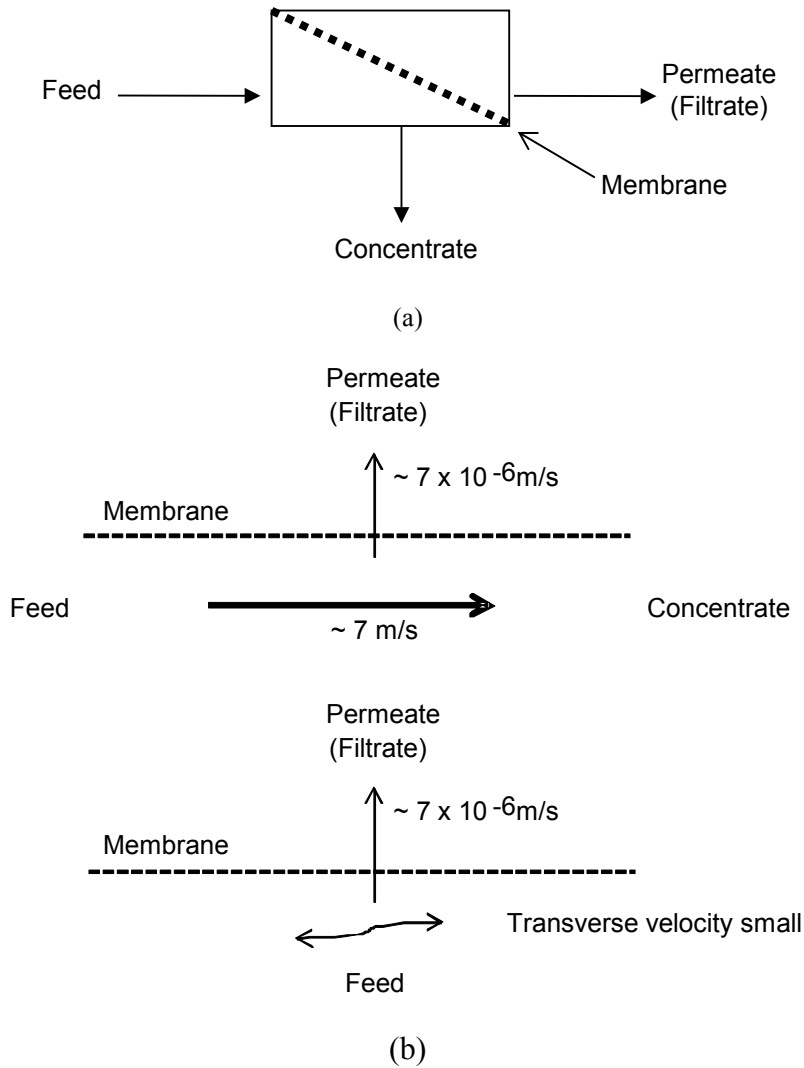 Feed
Permeate
(Filtrate)
Membrane
Concentrate
(a)
Permeate
(Filtrate)
~ 7 x 10 -6m/s
Membrane
Feed
~ 7 m/s
Concentrate
Permeate
(Filtrate)
~ 7 x 10 -6m/s
Membrane
Transverse velocity small
Feed
(b)